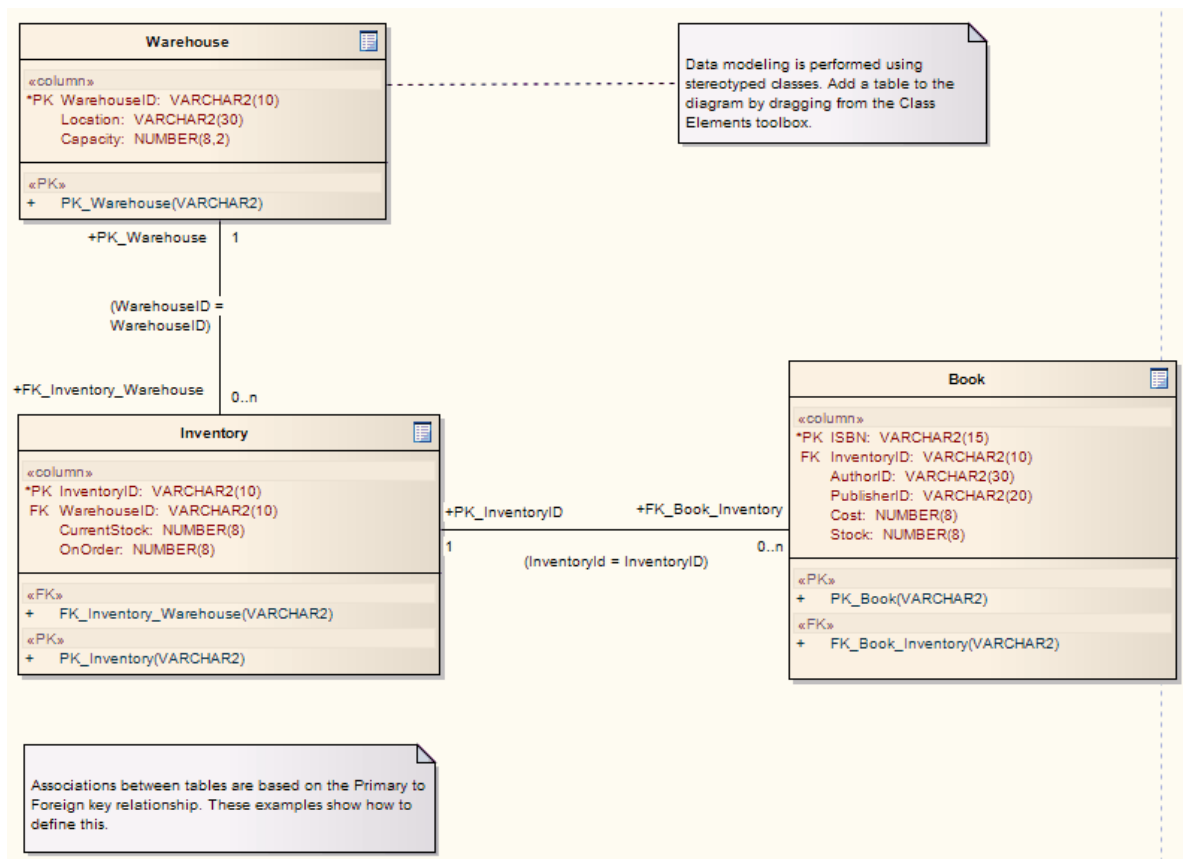 Warehouse
«column»
*PK WarehouseID: VARCHAR2(10)
Location: VARCHAR2(30)
Capacity: NUMBER(8,2)
«PK»
+ PK_Warehouse(VARCHAR2)
Data modeling is performed using
stereotyped classes. Add a table to the
diagram by dragging from the Class
Elements toolbox.
+PK_Warehouse 1
(WarehouseID =
WarehouseID)
+FK_Inventory_Warehouse 0..n
Inventory
«column»
*PK InventoryID: VARCHAR2(10)
FK WarehouseID: VARCHAR2(10)
CurrentStock: NUMBER(8)
OnOrder: NUMBER(8)
«FK»
+ FK_Inventory_Warehouse(VARCHAR2)
«PK»
+ PK_Inventory(VARCHAR2)
+PK_InventoryID +FK_Book_Inventory
1 0..n
(InventoryId = InventoryID)
Book
«column»
*PK ISBN: VARCHAR2(15)
FK InventoryID: VARCHAR2(10)
AuthorID: VARCHAR2(30)
PublisherID: VARCHAR2(20)
Cost: NUMBER(8)
Stock: NUMBER(8)
«PK»
+ PK_Book(VARCHAR2)
«FK»
+ FK_Book_Inventory(VARCHAR2)
Associations between tables are based on the Primary to
Foreign key relationship. These examples show how to
define this.